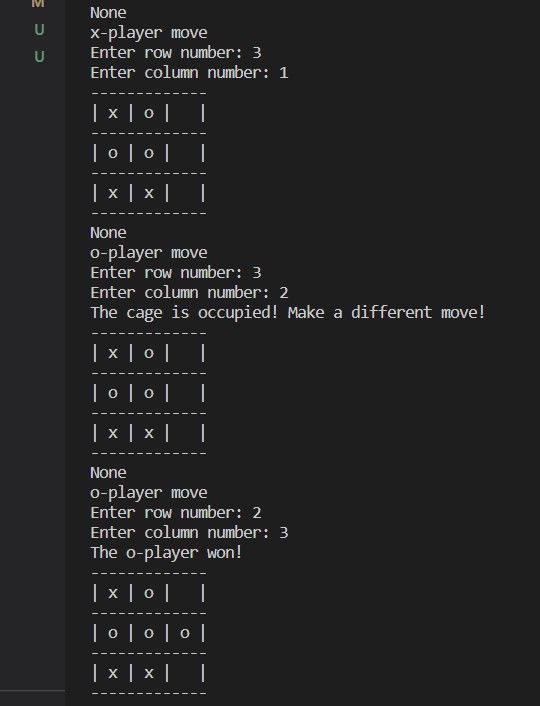 M
None
U
x-player move
Enter row number: 3
U
Enter column number: 1
-------------
| x | o |   |
-------------
| o | o |   |
-------------
| x | x |   |
-------------
None
o-player move
Enter row number: 3
Enter column number: 2
The cage is occupied! Make a different move!
-------------
| x | o |   |
-------------
| o | o |   |
-------------
| x | x |   |
-------------
None
o-player move
Enter row number: 2
Enter column number: 3
The o-player won!
-------------
| x | o |   |
-------------
| o | o | o |
-------------
| x | x |   |
-------------